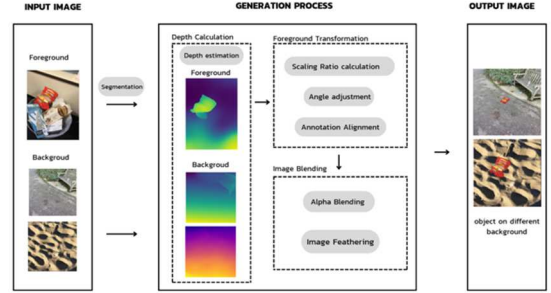 INPUT IMAGE
GENERATION PROCESS
OUTPUT IMAGE
Foreground
Segmentation
Backgroud
Depth Calculation
Depth estimation
Foreground
Backgroud
Foreground Transformation
Scaling Ratio calculation
Angle adjustment
Annotation Alignment
Image Blending
Alpha Blending
Image Feathering
object on different
background